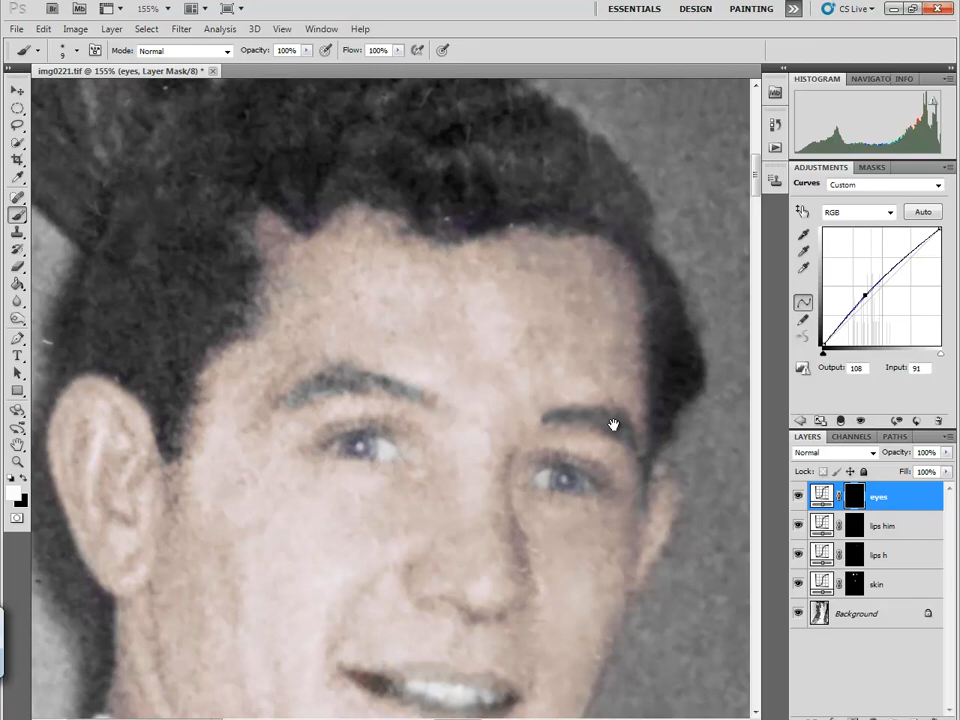 Ps Br Mb 155% ESSENTIALS DESIGN PAINTING CS Live
File Edit Image Layer Select Filter Analysis 3D View Window Help
9 Mode: Normal Opacity: 100% Flow: 100%
img0221.tif @ 155% (eyes, Layer Mask/8) *
HISTOGRAM NAVIGATO INFO
Mb
ADJUSTMENTS MASKS
Curves Custom
RGB Auto
Output: 108 Input: 91
LAYERS CHANNELS PATHS
Normal Opacity: 100%
Lock: Fill: 100%
eyes
lips him
lips h
skin
Background